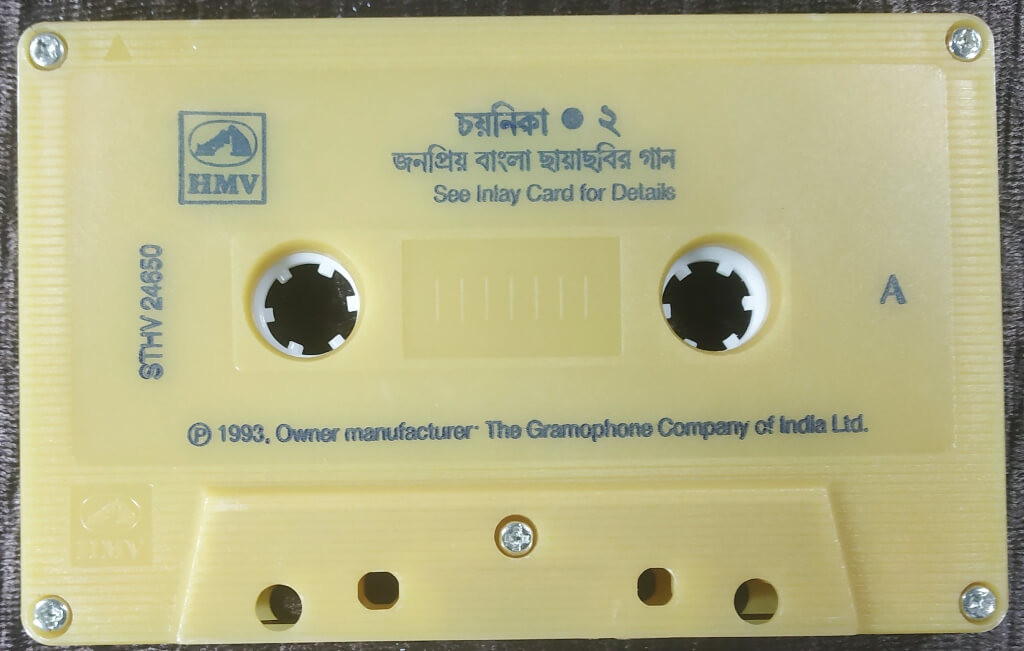 চয়নিকা ● ২
জনপ্রিয় বাংলা ছায়াছবির গান
See Inlay Card for Details
HMV
STHV 24650
A
℗ 1993, Owner manufacturer· The Gramophone Company of India Ltd.
HMV